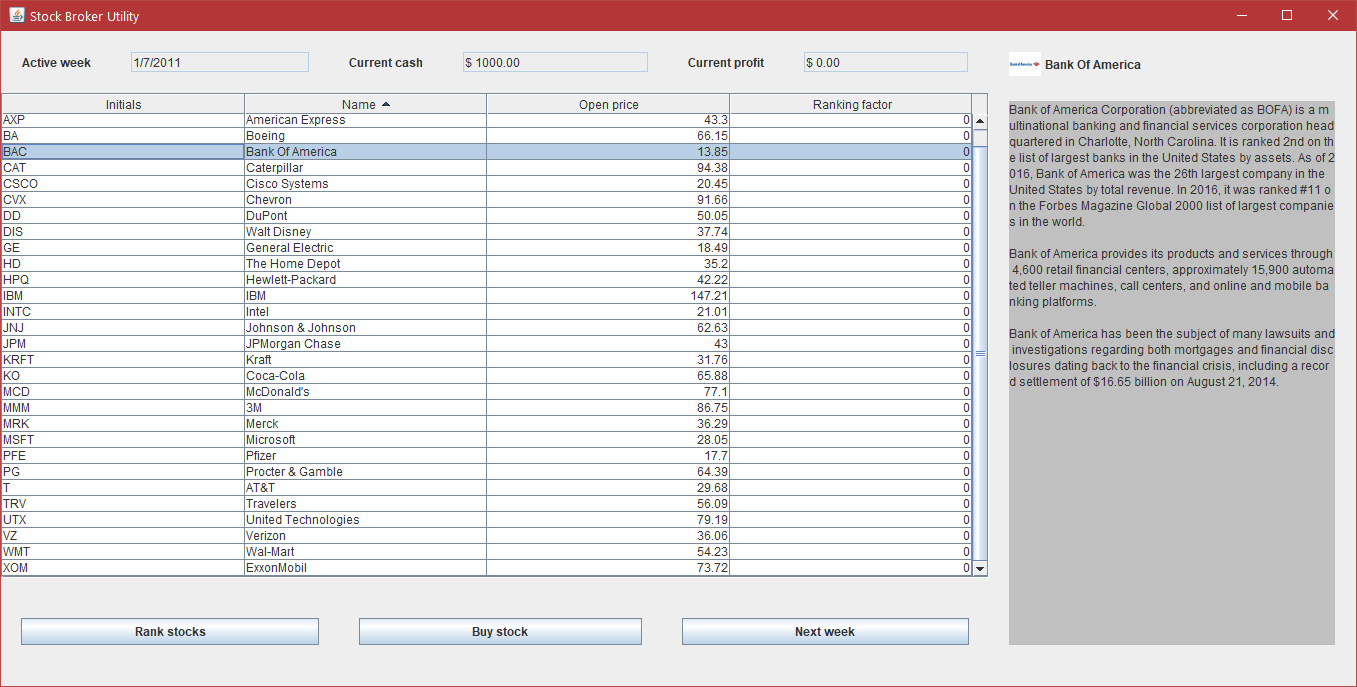 Stock Broker Utility
Active week 1/7/2011 Current cash $ 1000.00 Current profit $ 0.00
Initials Name Open price Ranking factor
AXP American Express 43.3 0
BA Boeing 66.15 0
BAC Bank Of America 13.85 0
CAT Caterpillar 94.38 0
CSCO Cisco Systems 20.45 0
CVX Chevron 91.66 0
DD DuPont 50.05 0
DIS Walt Disney 37.74 0
GE General Electric 18.49 0
HD The Home Depot 35.2 0
HPQ Hewlett-Packard 42.22 0
IBM IBM 147.21 0
INTC Intel 21.01 0
JNJ Johnson & Johnson 62.63 0
JPM JPMorgan Chase 43 0
KRFT Kraft 31.76 0
KO Coca-Cola 65.88 0
MCD McDonald's 77.1 0
MMM 3M 86.75 0
MRK Merck 36.29 0
MSFT Microsoft 28.05 0
PFE Pfizer 17.7 0
PG Procter & Gamble 64.39 0
T AT&T 29.68 0
TRV Travelers 56.09 0
UTX United Technologies 79.19 0
VZ Verizon 36.06 0
WMT Wal-Mart 54.23 0
XOM ExxonMobil 73.72 0
Rank stocks Buy stock Next week
BankofAmerica Bank Of America
Bank of America Corporation (abbreviated as BOFA) is a m
ultinational banking and financial services corporation head
quartered in Charlotte, North Carolina. It is ranked 2nd on th
e list of largest banks in the United States by assets. As of 2
016, Bank of America was the 26th largest company in the
United States by total revenue. In 2016, it was ranked #11 o
n the Forbes Magazine Global 2000 list of largest companie
s in the world.
Bank of America provides its products and services through
4,600 retail financial centers, approximately 15,900 automa
ted teller machines, call centers, and online and mobile ba
nking platforms.
Bank of America has been the subject of many lawsuits and
investigations regarding both mortgages and financial disc
losures dating back to the financial crisis, including a recor
d settlement of $16.65 billion on August 21, 2014.